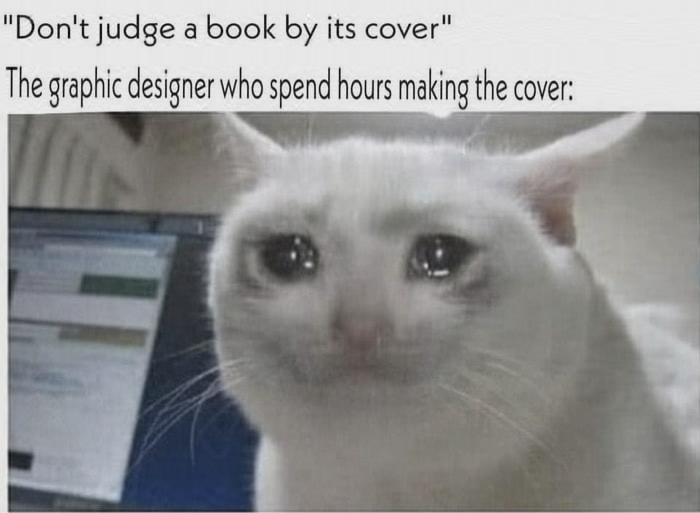 "Don't judge a book by its cover"
The graphic designer who spend hours making the cover: